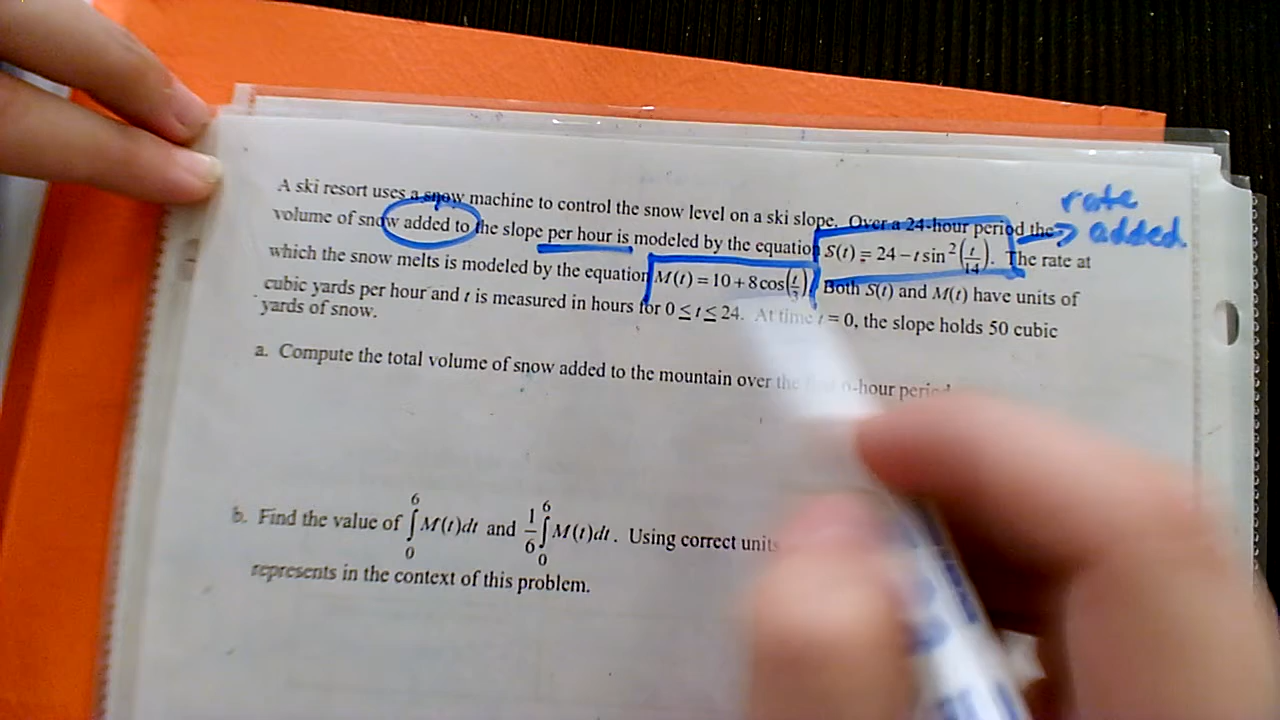 A ski resort uses a snow machine to control the snow level on a ski slope. Over a 24-hour period the
rate
added
volume of snow added to the slope per hour is modeled by the equation S(t) = 24 − t sin²(t/14). The rate at
which the snow melts is modeled by the equation M(t) = 10 + 8cos(t/3). Both S(t) and M(t) have units of
cubic yards per hour and t is measured in hours for 0 ≤ t ≤ 24. At time t = 0, the slope holds 50 cubic
yards of snow.
a. Compute the total volume of snow added to the mountain over the -hour period
b. Find the value of ∫₀⁶ M(t)dt and 1/6 ∫₀⁶ M(t)dt. Using correct units
represents in the context of this problem.